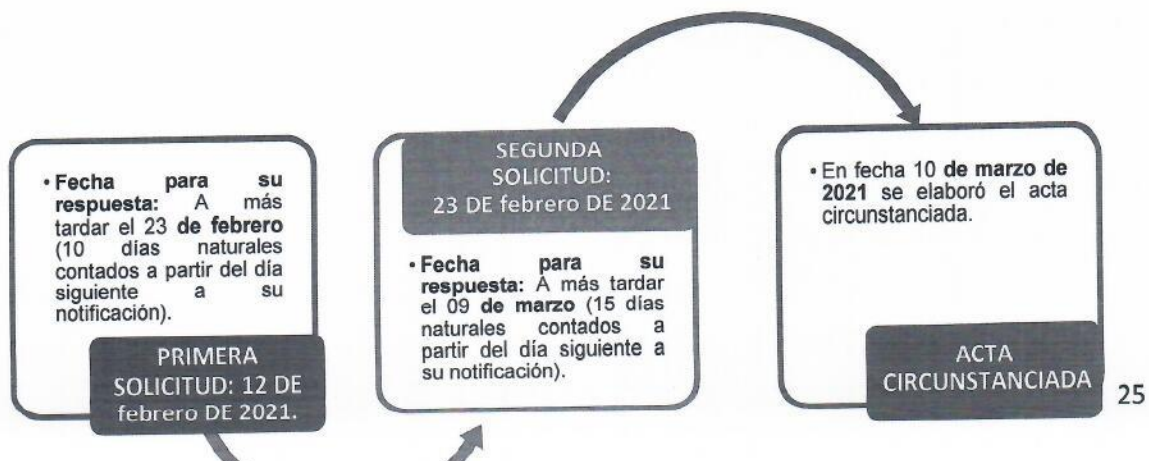 • Fecha para su
respuesta: A más
tardar el 23 de febrero
(10 días naturales
contados a partir del día
siguiente a su
notificación).
PRIMERA
SOLICITUD: 12 DE
febrero DE 2021.
SEGUNDA
SOLICITUD:
23 DE febrero DE 2021
• Fecha para su
respuesta: A más tardar
el 09 de marzo (15 días
naturales contados a
partir del día siguiente a
su notificación).
• En fecha 10 de marzo de
2021 se elaboró el acta
circunstanciada.
ACTA
CIRCUNSTANCIADA
25